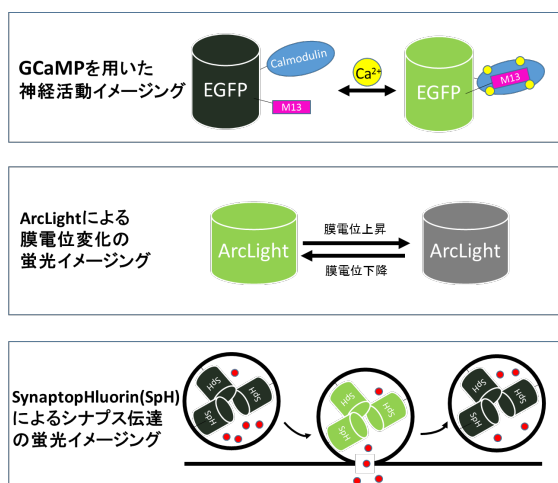 GCaMPを用いた
神経活動イメージング
EGFP
Calmodulin
M13
Ca²⁺
EGFP
M13
ArcLightによる
膜電位変化の
蛍光イメージング
ArcLight
膜電位上昇
膜電位下降
ArcLight
SynaptopHluorin(SpH)
によるシナプス伝達
の蛍光イメージング
SpH
SpH
SpH
SpH
SpH
SpH
SpH
SpH
SpH